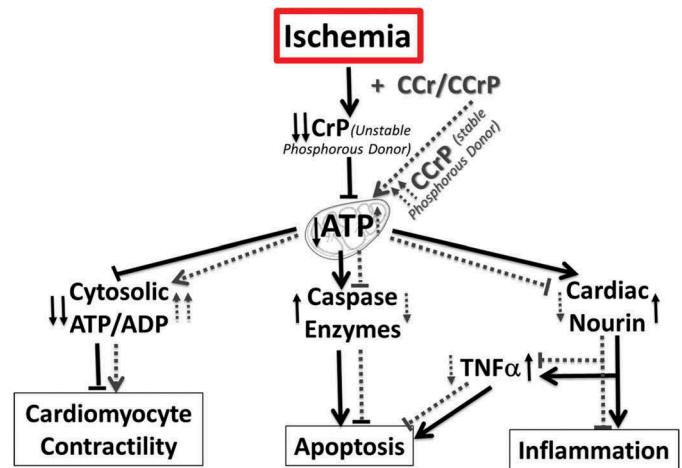 Ischemia
+ CCr/CCrP
CrP (Unstable
Phosphorous Donor)
CCrP (stable
Phosphorous Donor)
ATP
Cytosolic
ATP/ADP
Caspase
Enzymes
Cardiac
Nourin
TNFα
Cardiomyocyte
Contractility
Apoptosis
Inflammation